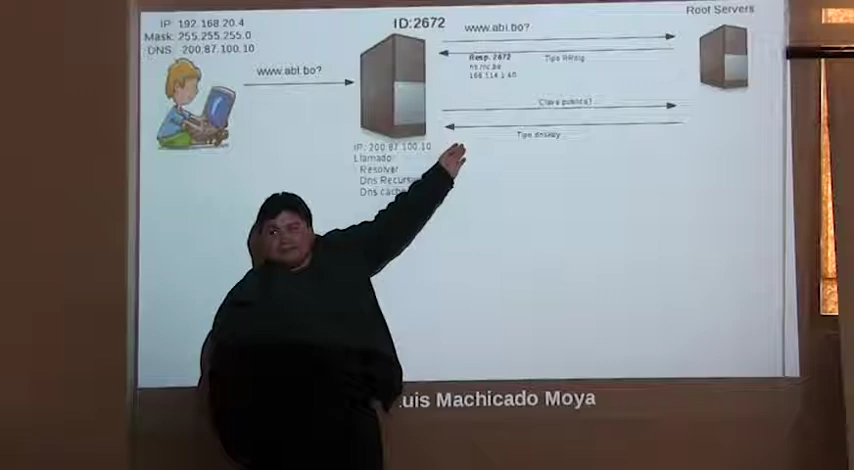 IP: 192.168.20.4
Mask: 255.255.255.0
DNS: 200.87.100.10
www.abi.bo?
ID:2672
www.abi.bo?
Resp. 2672
Tipo RRsig
Root Servers
Clave publica?
Tipo dnskey
IP: 200.87.100.10
Llamado
Resolver
Dns Recurs
Dns cache
Luis Machicado Moya